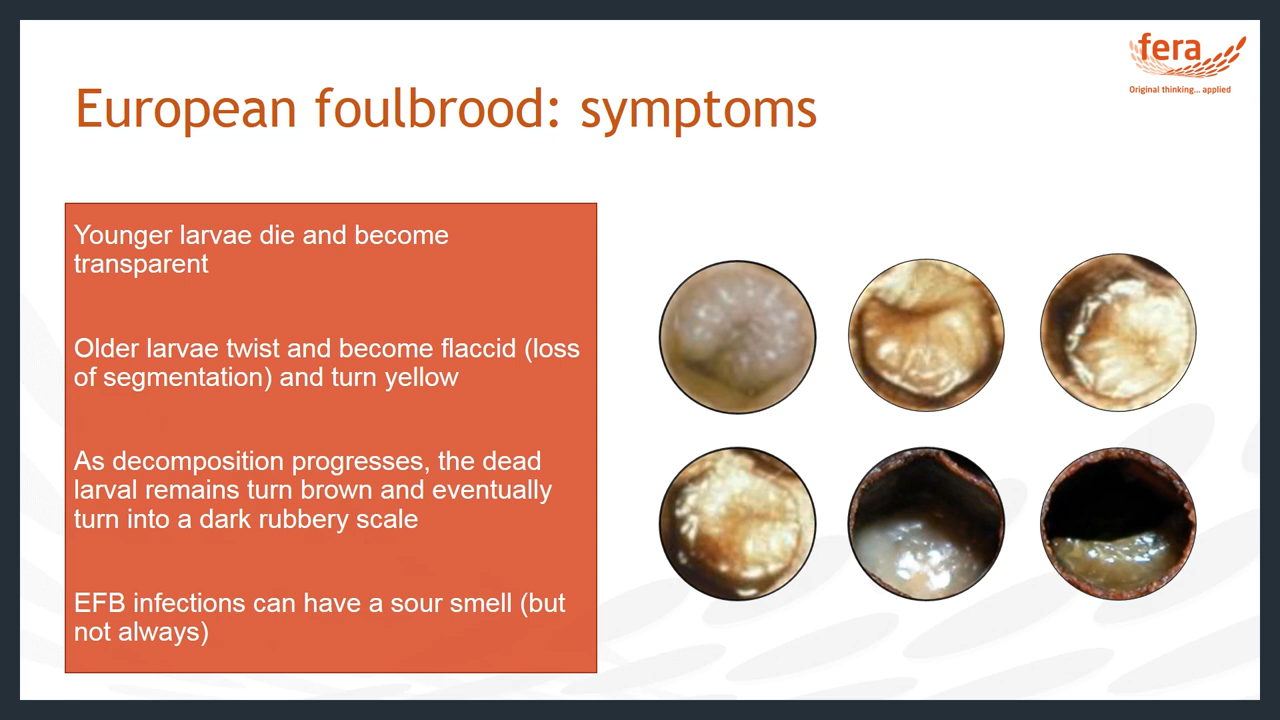 fera
Original thinking... applied
European foulbrood: symptoms
Younger larvae die and become
transparent
Older larvae twist and become flaccid (loss
of segmentation) and turn yellow
As decomposition progresses, the dead
larval remains turn brown and eventually
turn into a dark rubbery scale
EFB infections can have a sour smell (but
not always)